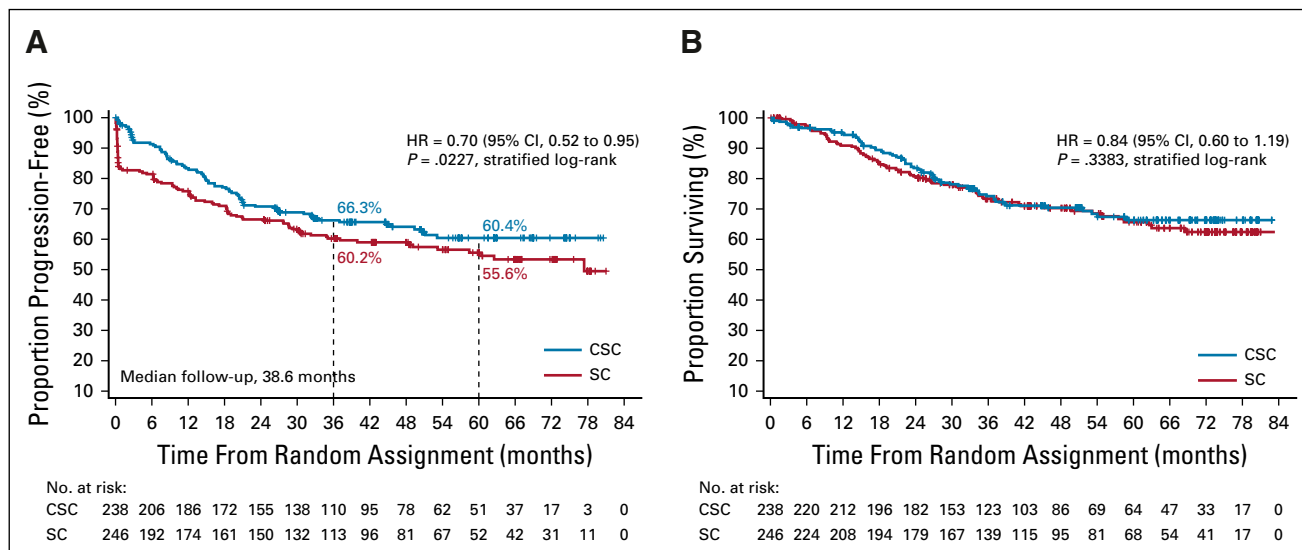 A
Proportion Progression-Free (%)
100
90
80
70
60
50
40
30
20
10
HR = 0.70 (95% CI, 0.52 to 0.95)
P = .0227, stratified log-rank
66.3%
60.4%
60.2%
55.6%
CSC
SC
Median follow-up, 38.6 months
0 6 12 18 24 30 36 42 48 54 60 66 72 78 84
Time From Random Assignment (months)
No. at risk:
CSC 238 206 186 172 155 138 110 95 78 62 51 37 17 3 0
SC 246 192 174 161 150 132 113 96 81 67 52 42 31 11 0
B
Proportion Surviving (%)
100
90
80
70
60
50
40
30
20
10
HR = 0.84 (95% CI, 0.60 to 1.19)
P = .3383, stratified log-rank
CSC
SC
0 6 12 18 24 30 36 42 48 54 60 66 72 78 84
Time From Random Assignment (months)
No. at risk:
CSC 238 220 212 196 182 153 123 103 86 69 64 47 33 17 0
SC 246 224 208 194 179 167 139 115 95 81 68 54 41 17 0